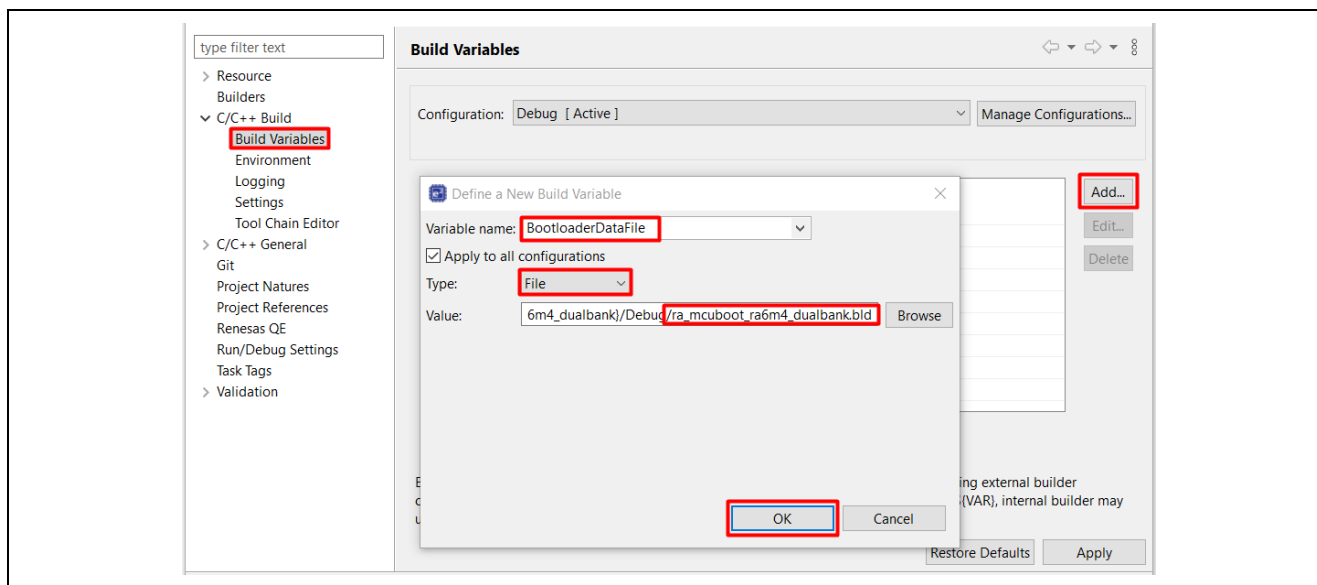 type filter text
Resource
Builders
C/C++ Build
Build Variables
Environment
Logging
Settings
Tool Chain Editor
C/C++ General
Git
Project Natures
Project References
Renesas QE
Run/Debug Settings
Task Tags
Validation
Build Variables
Configuration: Debug [ Active ] Manage Configurations...
Add...
Edit...
Delete
Define a New Build Variable
Variable name: BootloaderDataFile
Apply to all configurations
Type: File
Value: 6m4_dualbank}/Debug/ra_mcuboot_ra6m4_dualbank.bld Browse
OK Cancel
ing external builder
{VAR}, internal builder may
Restore Defaults Apply